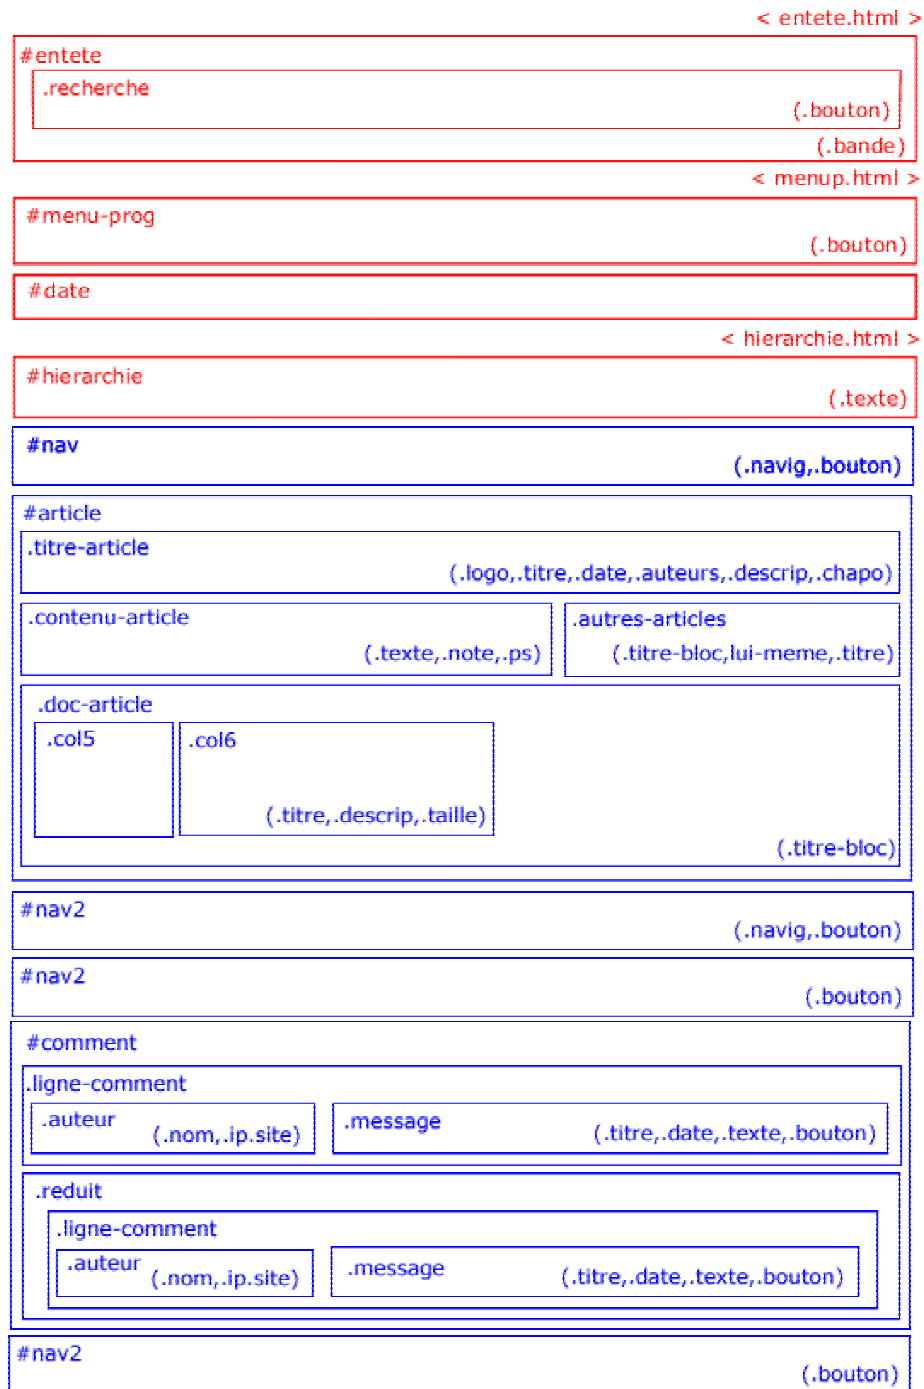 < entete.html >
#entete
.recherche
(.bouton)
(.bande)
< menup.html >
#menu-prog
(.bouton)
#date
< hierarchie.html >
#hierarchie
(.texte)
#nav
(.navig,.bouton)
#article
.titre-article
(.logo,.titre,.date,.auteurs,.descrip,.chapo)
.contenu-article
(.texte,.note,.ps)
.autres-articles
(.titre-bloc,lui-meme,.titre)
.doc-article
.col5
.col6
(.titre,.descrip,.taille)
(.titre-bloc)
#nav2
(.navig,.bouton)
#nav2
(.bouton)
#comment
.ligne-comment
.auteur
(.nom,.ip.site)
.message
(.titre,.date,.texte,.bouton)
.reduit
.ligne-comment
.auteur
(.nom,.ip.site)
.message
(.titre,.date,.texte,.bouton)
#nav2
(.bouton)